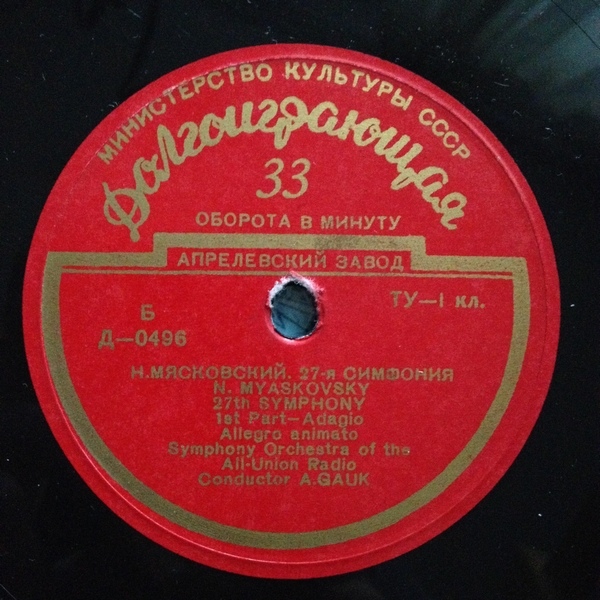 МИНИСТЕРСТВО КУЛЬТУРЫ СССР
Долгоиграющая
33
ОБОРОТА В МИНУТУ
АПРЕЛЕВСКИЙ ЗАВОД
Б
Д—0496
ТУ—1 кл.
Н.МЯСКОВСКИЙ. 27-я СИМФОНИЯ
N. MYASKOVSKY
27th SYMPHONY
1st Part—Adagio
Allegro animato
Symphony Orchestra of the
All-Union Radio
Conductor A.GAUK